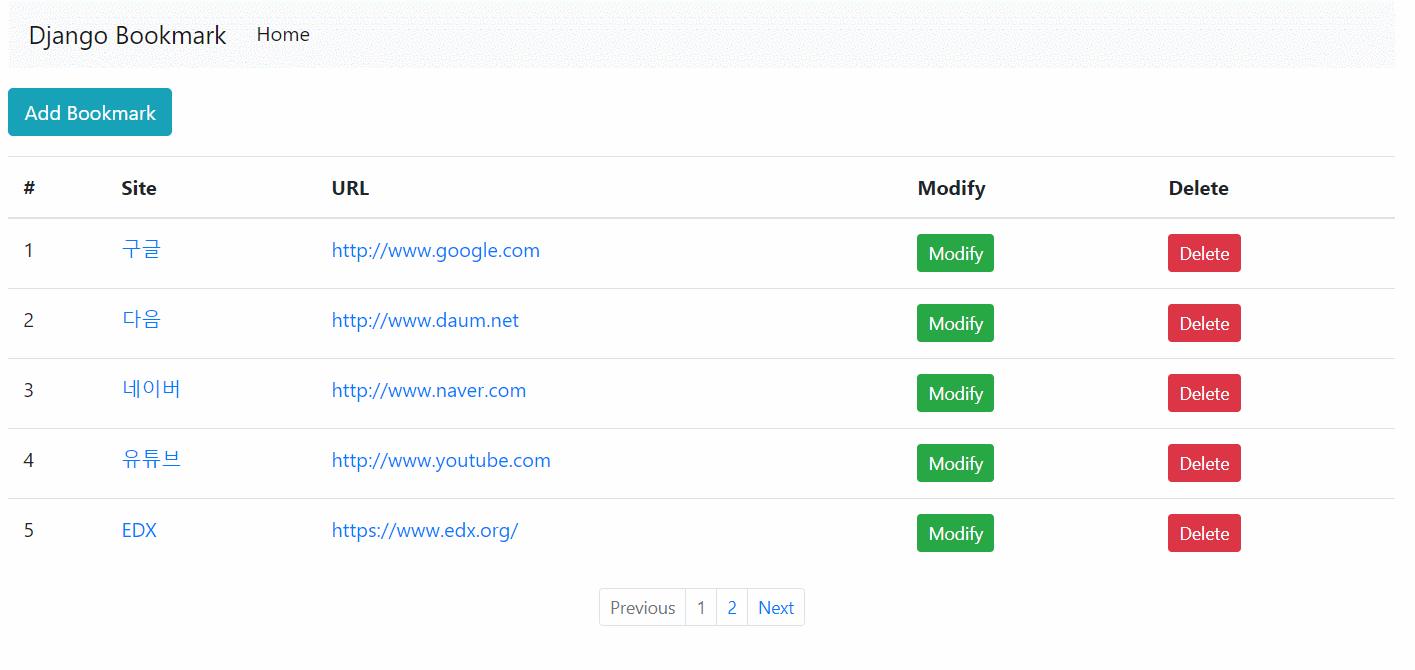 Django Bookmark Home
Add Bookmark
# Site URL Modify Delete
1 구글 http://www.google.com Modify Delete
2 다음 http://www.daum.net Modify Delete
3 네이버 http://www.naver.com Modify Delete
4 유튜브 http://www.youtube.com Modify Delete
5 EDX https://www.edx.org/ Modify Delete
Previous 1 2 Next